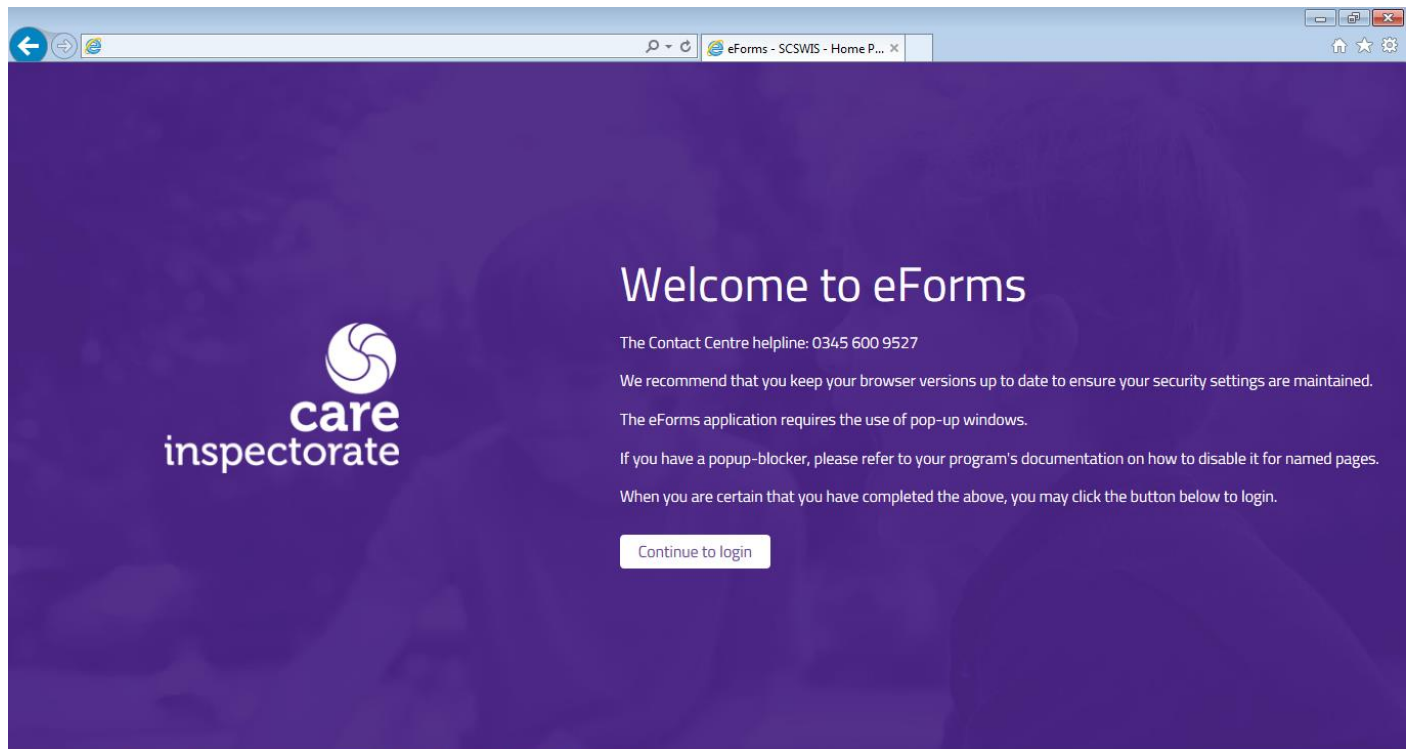 eForms - SCSWIS - Home P...
Welcome to eForms
The Contact Centre helpline: 0345 600 9527
We recommend that you keep your browser versions up to date to ensure your security settings are maintained.
The eForms application requires the use of pop-up windows.
care
inspectorate
If you have a popup-blocker, please refer to your program's documentation on how to disable it for named pages.
When you are certain that you have completed the above, you may click the button below to login.
Continue to login